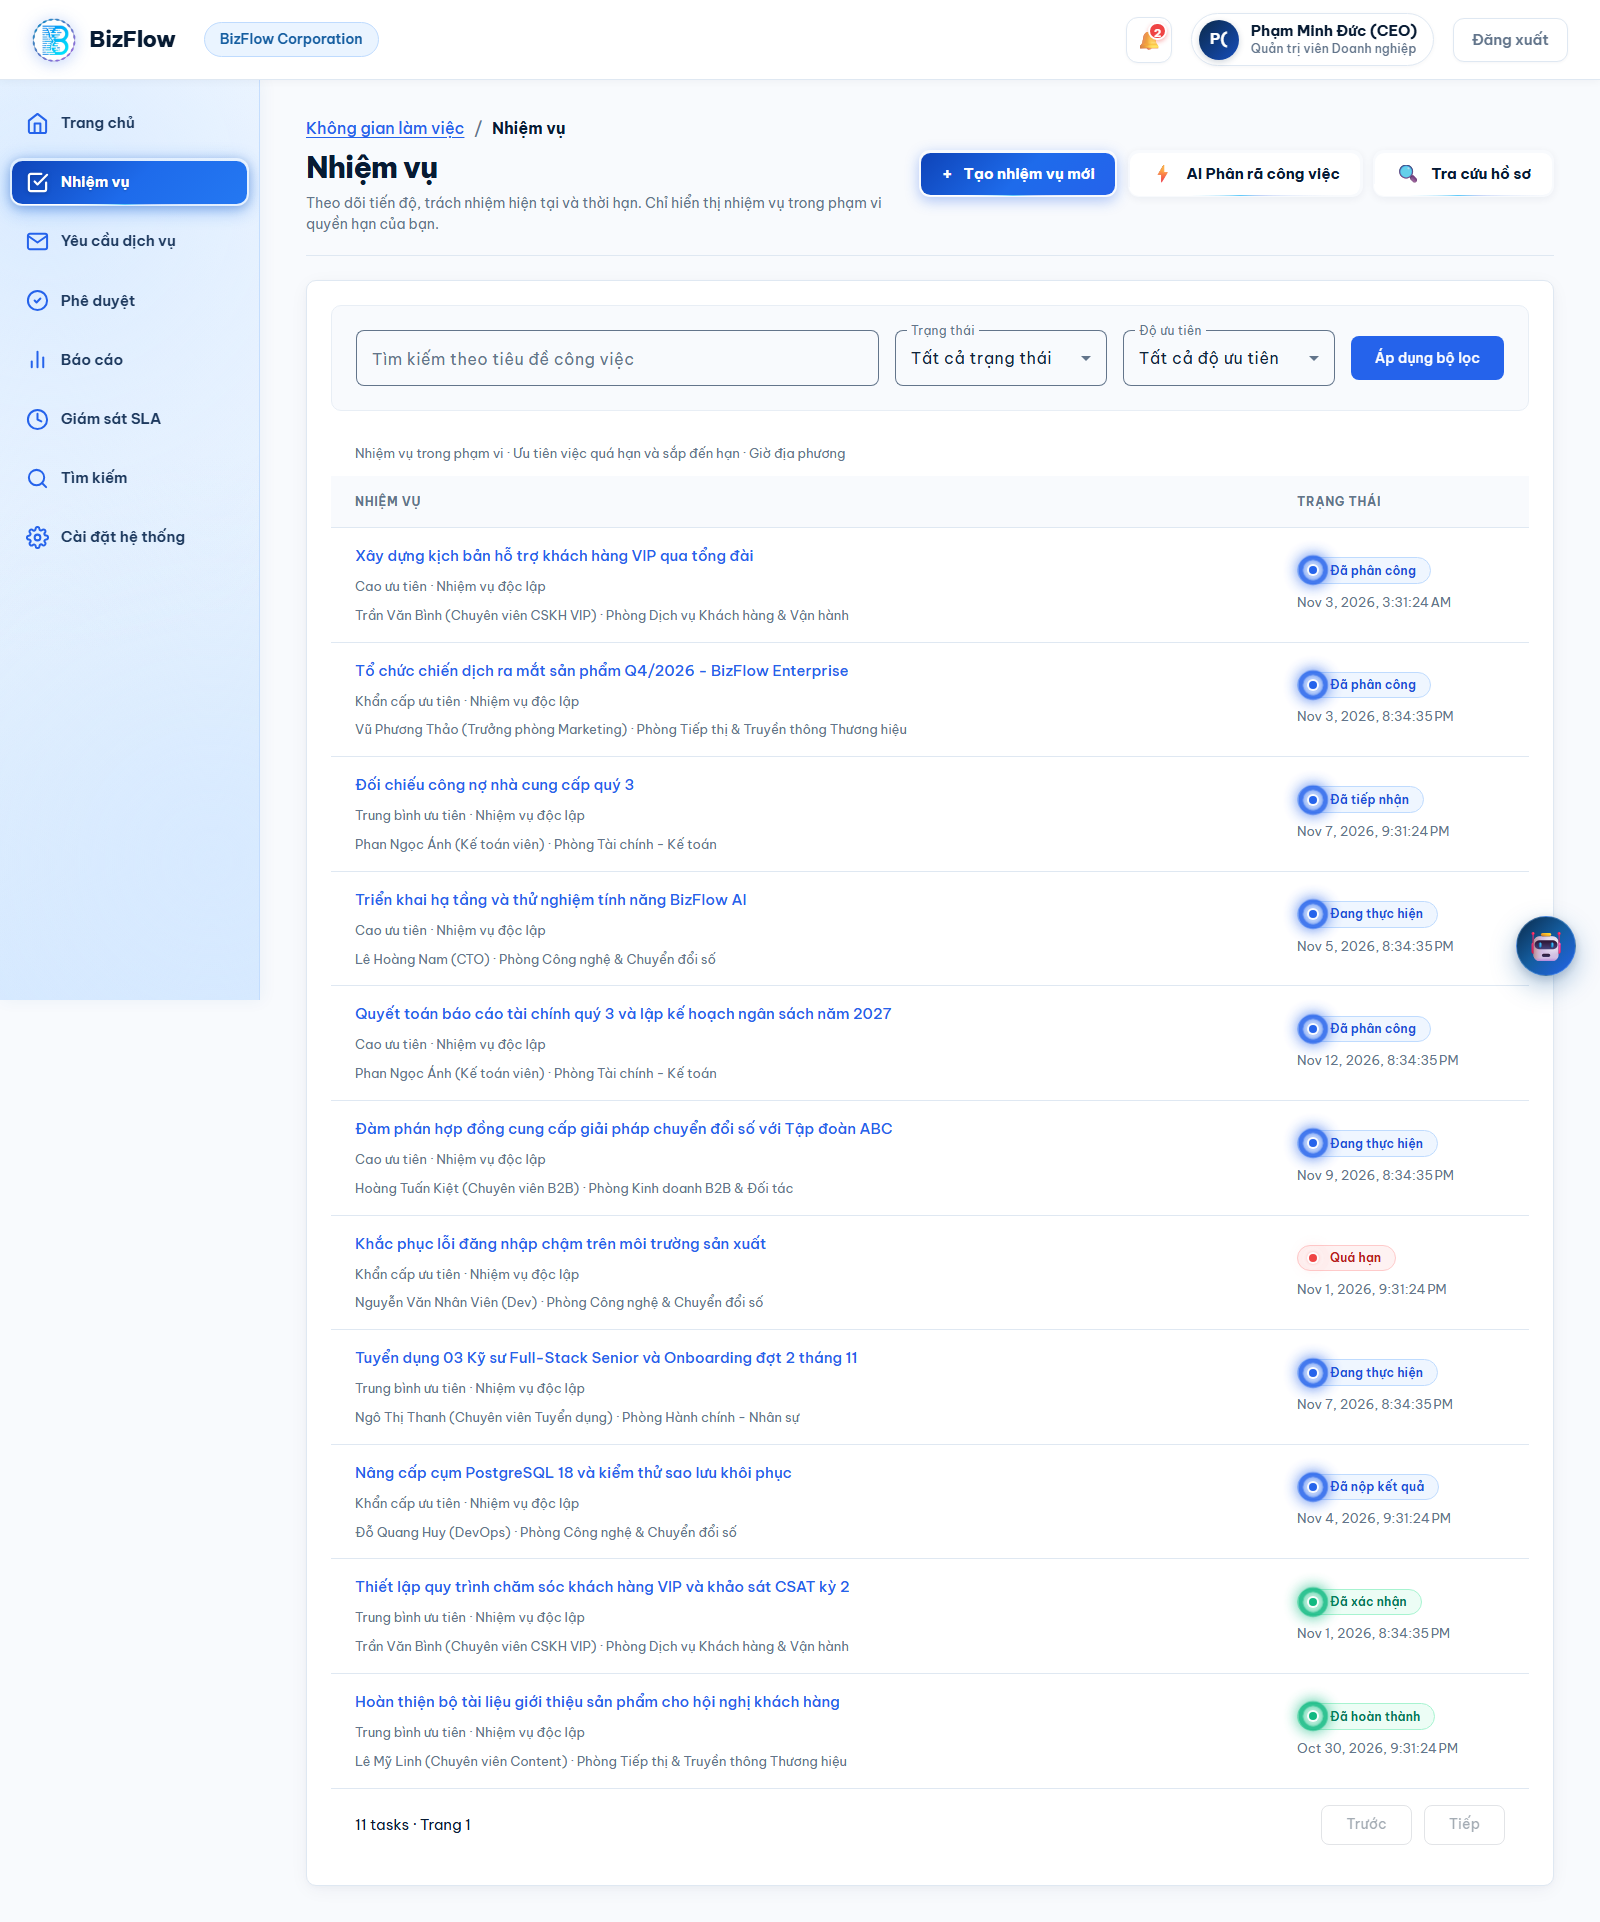 BizFlow
BizFlow Corporation
2
P(
Phạm Minh Đức (CEO)
Quản trị viên Doanh nghiệp
Đăng xuất
Trang chủ
Nhiệm vụ
Yêu cầu dịch vụ
Phê duyệt
Báo cáo
Giám sát SLA
Tìm kiếm
Cài đặt hệ thống
Không gian làm việc / Nhiệm vụ
Nhiệm vụ
Theo dõi tiến độ, trách nhiệm hiện tại và thời hạn. Chỉ hiển thị nhiệm vụ trong phạm vi
quyền hạn của bạn.
+ Tạo nhiệm vụ mới
AI Phân rã công việc
Tra cứu hồ sơ
Tìm kiếm theo tiêu đề công việc
Trạng thái
Tất cả trạng thái
Độ ưu tiên
Tất cả độ ưu tiên
Áp dụng bộ lọc
Nhiệm vụ trong phạm vi · Ưu tiên việc quá hạn và sắp đến hạn · Giờ địa phương
NHIỆM VỤ
TRẠNG THÁI
Xây dựng kịch bản hỗ trợ khách hàng VIP qua tổng đài
Cao ưu tiên · Nhiệm vụ độc lập
Trần Văn Bình (Chuyên viên CSKH VIP) · Phòng Dịch vụ Khách hàng & Vận hành
Đã phân công
Nov 3, 2026, 3:31:24 AM
Tổ chức chiến dịch ra mắt sản phẩm Q4/2026 - BizFlow Enterprise
Khẩn cấp ưu tiên · Nhiệm vụ độc lập
Vũ Phương Thảo (Trưởng phòng Marketing) · Phòng Tiếp thị & Truyền thông Thương hiệu
Đã phân công
Nov 3, 2026, 8:34:35 PM
Đối chiếu công nợ nhà cung cấp quý 3
Trung bình ưu tiên · Nhiệm vụ độc lập
Phan Ngọc Ánh (Kế toán viên) · Phòng Tài chính - Kế toán
Đã tiếp nhận
Nov 7, 2026, 9:31:24 PM
Triển khai hạ tầng và thử nghiệm tính năng BizFlow AI
Cao ưu tiên · Nhiệm vụ độc lập
Lê Hoàng Nam (CTO) · Phòng Công nghệ & Chuyển đổi số
Đang thực hiện
Nov 5, 2026, 8:34:35 PM
Quyết toán báo cáo tài chính quý 3 và lập kế hoạch ngân sách năm 2027
Cao ưu tiên · Nhiệm vụ độc lập
Phan Ngọc Ánh (Kế toán viên) · Phòng Tài chính - Kế toán
Đã phân công
Nov 12, 2026, 8:34:35 PM
Đàm phán hợp đồng cung cấp giải pháp chuyển đổi số với Tập đoàn ABC
Cao ưu tiên · Nhiệm vụ độc lập
Hoàng Tuấn Kiệt (Chuyên viên B2B) · Phòng Kinh doanh B2B & Đối tác
Đang thực hiện
Nov 9, 2026, 8:34:35 PM
Khắc phục lỗi đăng nhập chậm trên môi trường sản xuất
Khẩn cấp ưu tiên · Nhiệm vụ độc lập
Nguyễn Văn Nhân Viên (Dev) · Phòng Công nghệ & Chuyển đổi số
Quá hạn
Nov 1, 2026, 9:31:24 PM
Tuyển dụng 03 Kỹ sư Full-Stack Senior và Onboarding đợt 2 tháng 11
Trung bình ưu tiên · Nhiệm vụ độc lập
Ngô Thị Thanh (Chuyên viên Tuyển dụng) · Phòng Hành chính - Nhân sự
Đang thực hiện
Nov 7, 2026, 8:34:35 PM
Nâng cấp cụm PostgreSQL 18 và kiểm thử sao lưu khôi phục
Khẩn cấp ưu tiên · Nhiệm vụ độc lập
Đỗ Quang Huy (DevOps) · Phòng Công nghệ & Chuyển đổi số
Đã nộp kết quả
Nov 4, 2026, 9:31:24 PM
Thiết lập quy trình chăm sóc khách hàng VIP và khảo sát CSAT kỳ 2
Trung bình ưu tiên · Nhiệm vụ độc lập
Trần Văn Bình (Chuyên viên CSKH VIP) · Phòng Dịch vụ Khách hàng & Vận hành
Đã xác nhận
Nov 1, 2026, 8:34:35 PM
Hoàn thiện bộ tài liệu giới thiệu sản phẩm cho hội nghị khách hàng
Trung bình ưu tiên · Nhiệm vụ độc lập
Lê Mỹ Linh (Chuyên viên Content) · Phòng Tiếp thị & Truyền thông Thương hiệu
Đã hoàn thành
Oct 30, 2026, 9:31:24 PM
11 tasks · Trang 1
Trước
Tiếp